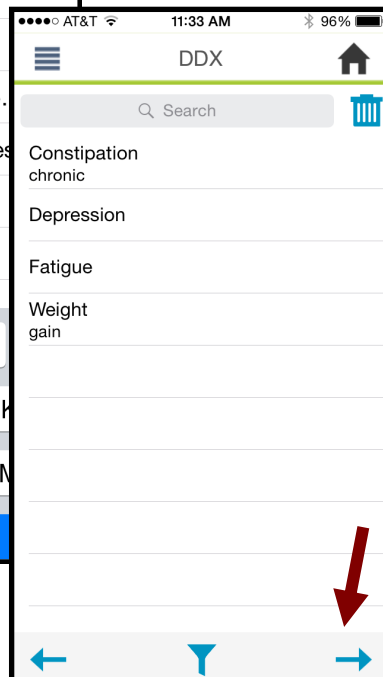 AT&T 11:33 AM 96%
DDX
Search
Constipation
chronic
Depression
Fatigue
Weight
gain